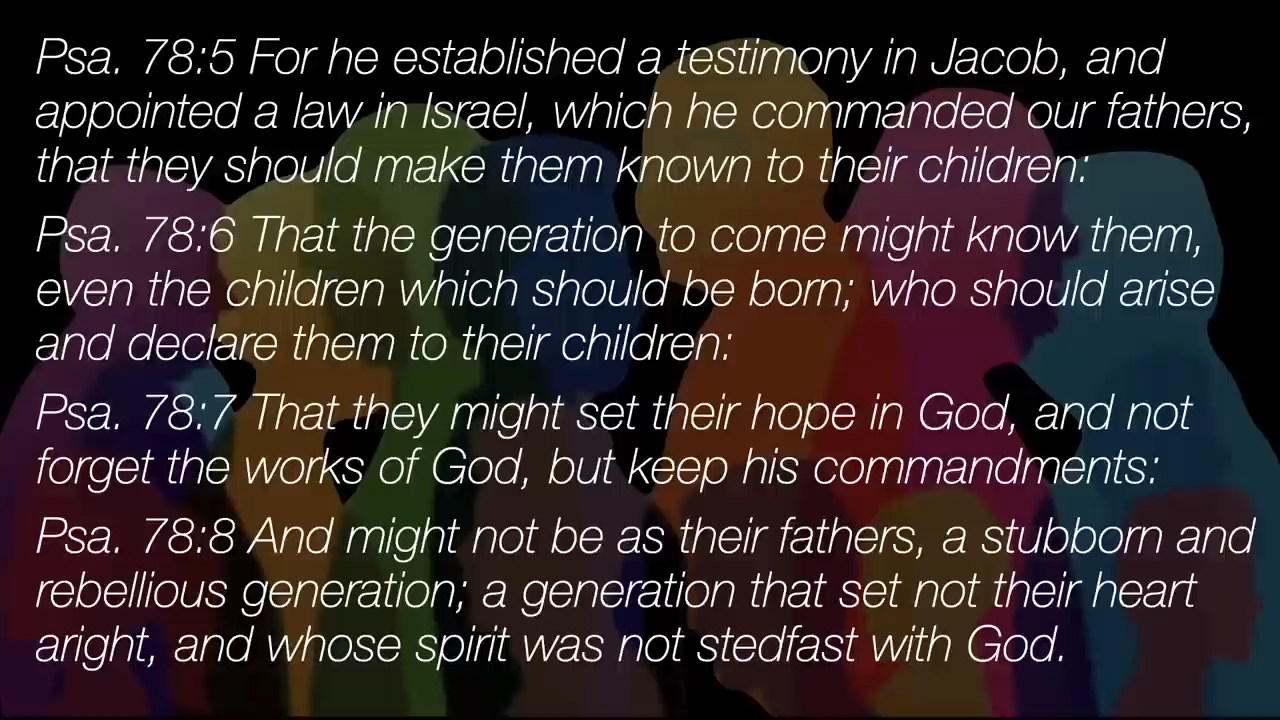 Psa. 78:5 For he established a testimony in Jacob, and
appointed a law in Israel, which he commanded our fathers,
that they should make them known to their children:
Psa. 78:6 That the generation to come might know them,
even the children which should be born; who should arise
and declare them to their children:
Psa. 78:7 That they might set their hope in God, and not
forget the works of God, but keep his commandments:
Psa. 78:8 And might not be as their fathers, a stubborn and
rebellious generation; a generation that set not their heart
aright, and whose spirit was not stedfast with God.